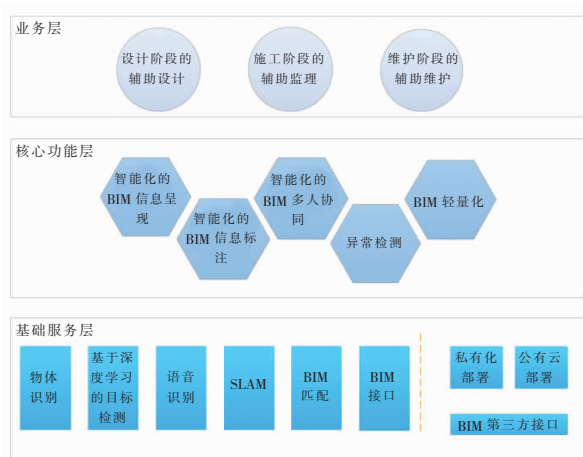 业务层
设计阶段的
辅助设计
施工阶段的
辅助监理
维护阶段的
辅助维护
核心功能层
智能化的
BIM 信息呈
现
智能化的
BIM 信息标
注
智能化的
BIM 多人协
同
异常检测
BIM 轻量化
基础服务层
物体
识别
基于深
度学习
的目标
检测
语音
识别
SLAM
BIM
匹配
BIM
接口
私有化
部署
公有云
部署
BIM 第三方接口